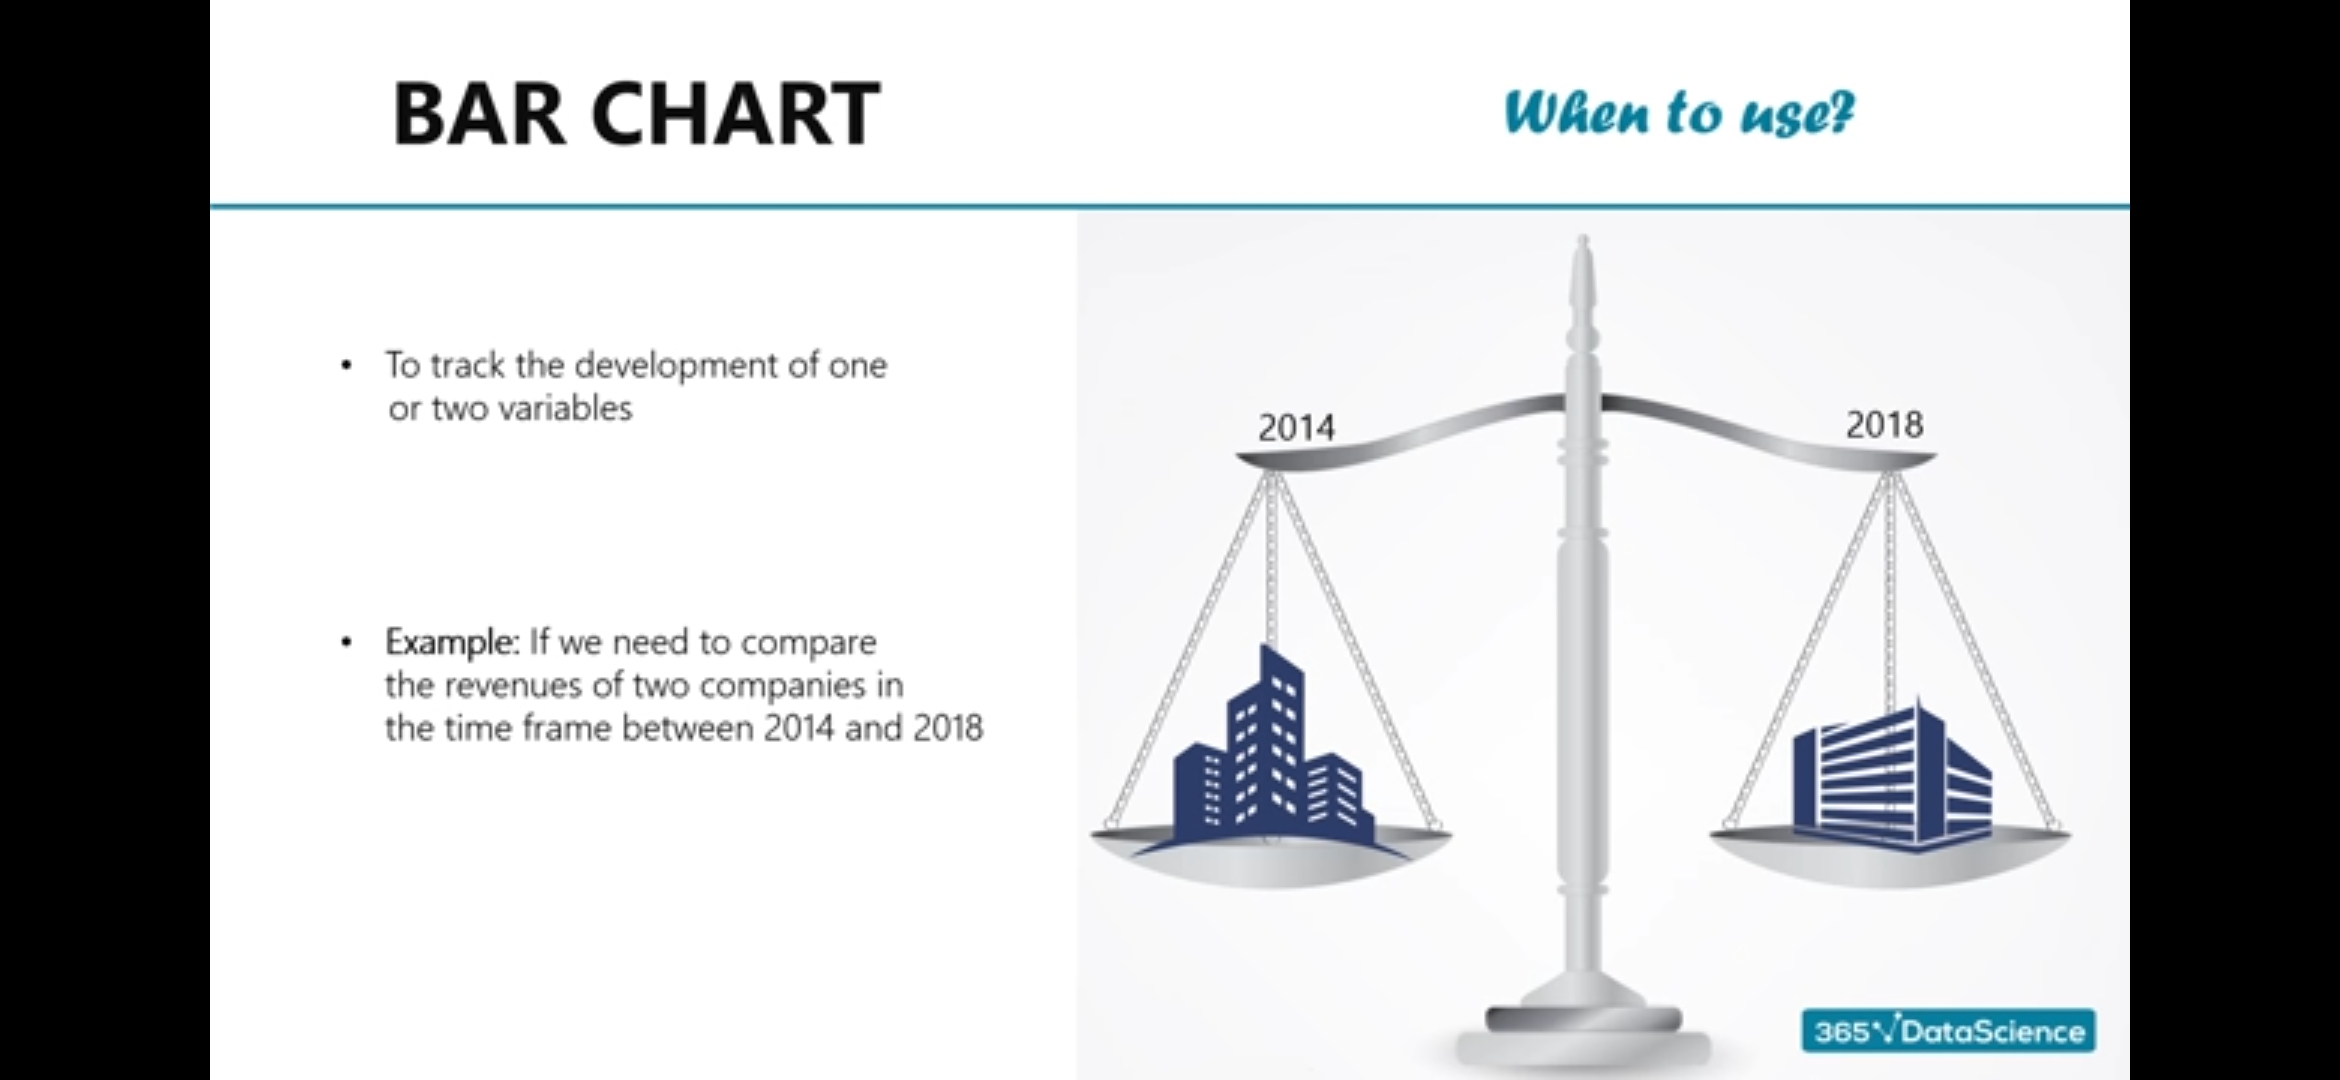 BAR CHART
When to use?
• To track the development of one
or two variables
• Example: If we need to compare
the revenues of two companies in
the time frame between 2014 and 2018
2014
2018
365 DataScience